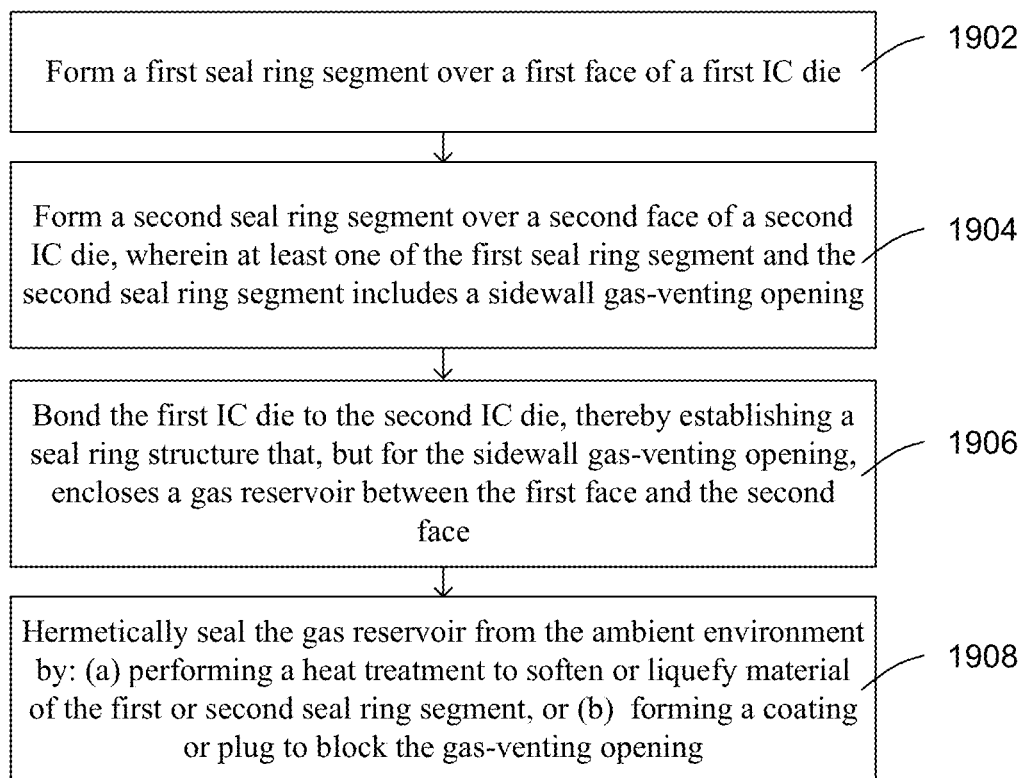 Form a first seal ring segment over a first face of a first IC die
1902
Form a second seal ring segment over a second face of a second
IC die, wherein at least one of the first seal ring segment and the
second seal ring segment includes a sidewall gas-venting opening
1904
Bond the first IC die to the second IC die, thereby establishing a
seal ring structure that, but for the sidewall gas-venting opening,
encloses a gas reservoir between the first face and the second
face
1906
Hermetically seal the gas reservoir from the ambient environment
by: (a) performing a heat treatment to soften or liquefy material
of the first or second seal ring segment, or (b) forming a coating
or plug to block the gas-venting opening
1908